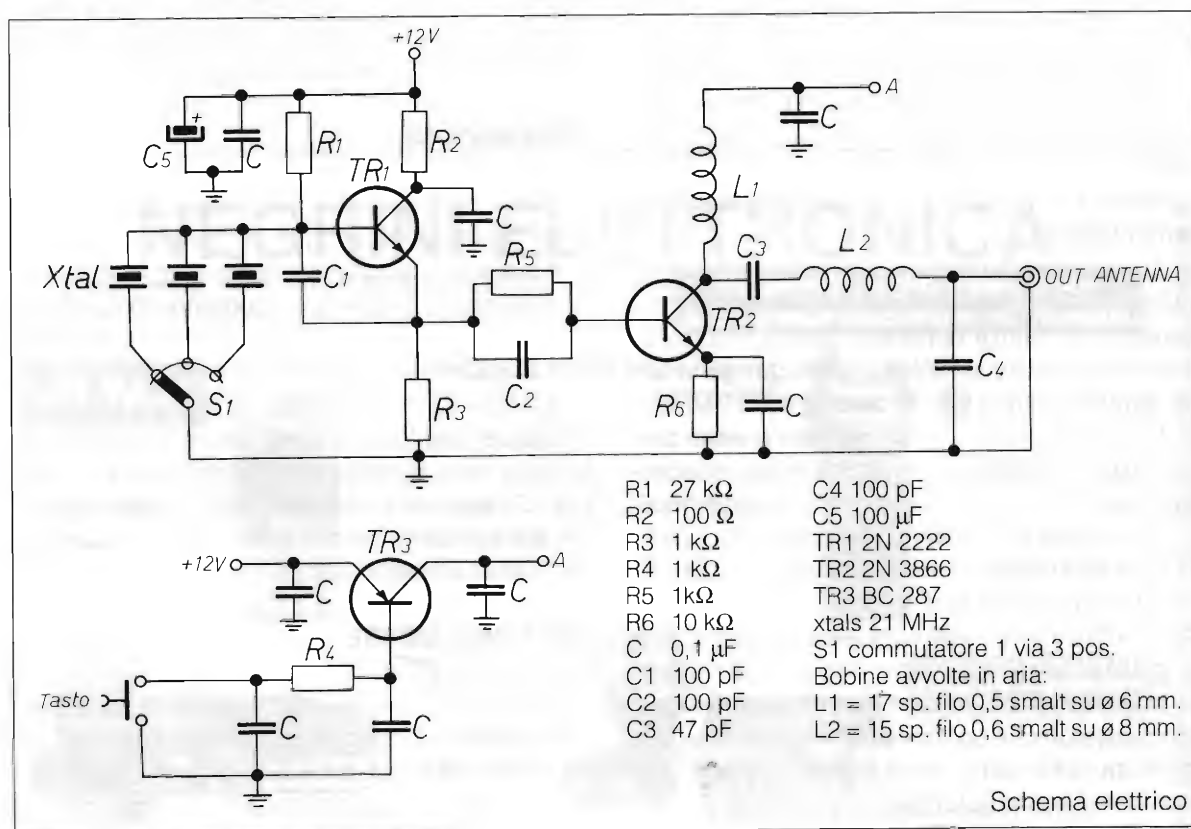 +12V
A
C5
+
C
R1
R2
TR1
C
C
L1
Xtal
C1
R5
C3
L2
OUT ANTENNA
TR2
C2
S1
R3
R6
C
C4
R1 27 kΩ
R2 100 Ω
R3 1 kΩ
R4 1 kΩ
R5 1kΩ
R6 10 kΩ
C 0,1 µF
C1 100 pF
C2 100 pF
C3 47 pF
C4 100 pF
C5 100 µF
TR1 2N 2222
TR2 2N 3866
TR3 BC 287
xtals 21 MHz
S1 commutatore 1 via 3 pos.
Bobine avvolte in aria:
L1 = 17 sp. filo 0,5 smalt su ø 6 mm.
L2 = 15 sp. filo 0,6 smalt su ø 8 mm.
TR3
+12V
A
C
C
R4
Tasto
C
C
Schema elettrico